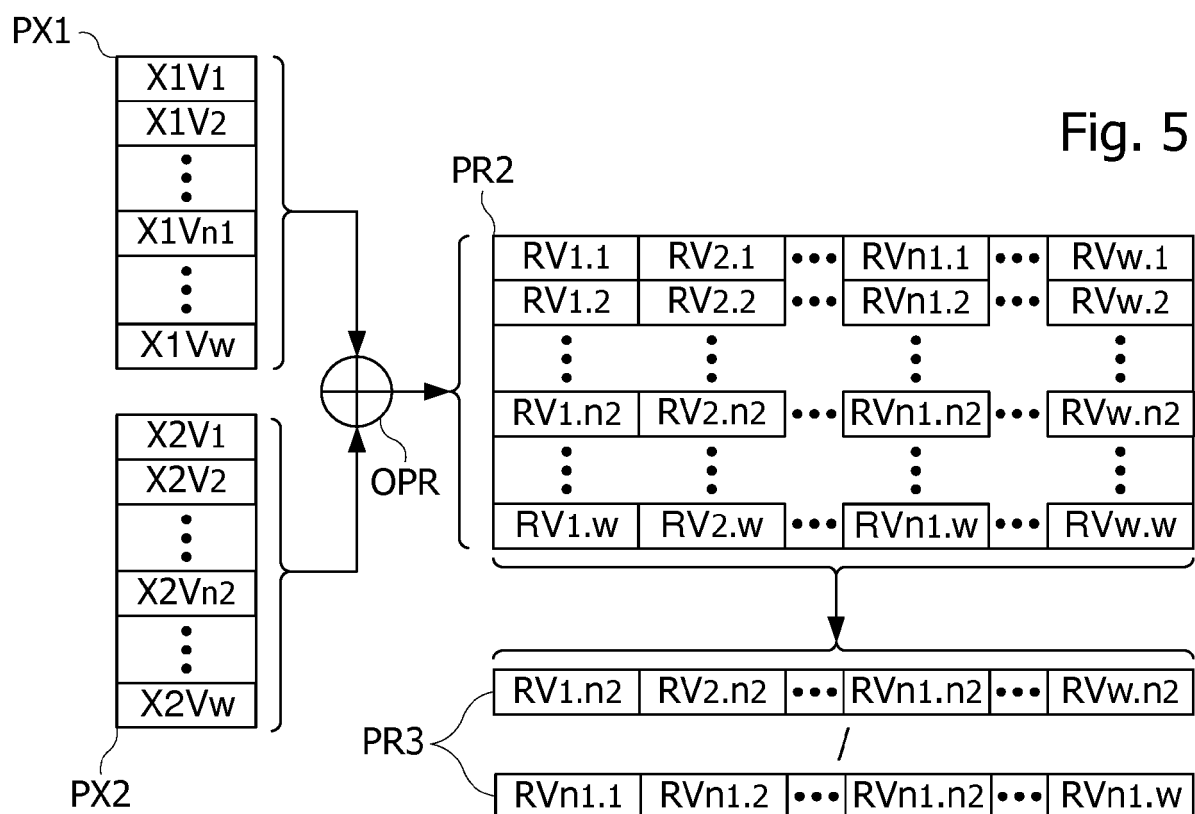 PX1
X1V1
X1V2
X1Vn1
X1Vw
Fig. 5
PX2
X2V1
X2V2
X2Vn2
X2Vw
OPR
PR2
RV1.1 RV2.1 ••• RVn1.1 ••• RVw.1
RV1.2 RV2.2 ••• RVn1.2 ••• RVw.2
RV1.n2 RV2.n2 ••• RVn1.n2 ••• RVw.n2
RV1.w RV2.w ••• RVn1.w ••• RVw.w
PR3
RV1.n2 RV2.n2 ••• RVn1.n2 ••• RVw.n2
/
RVn1.1 RVn1.2 ••• RVn1.n2 ••• RVn1.w